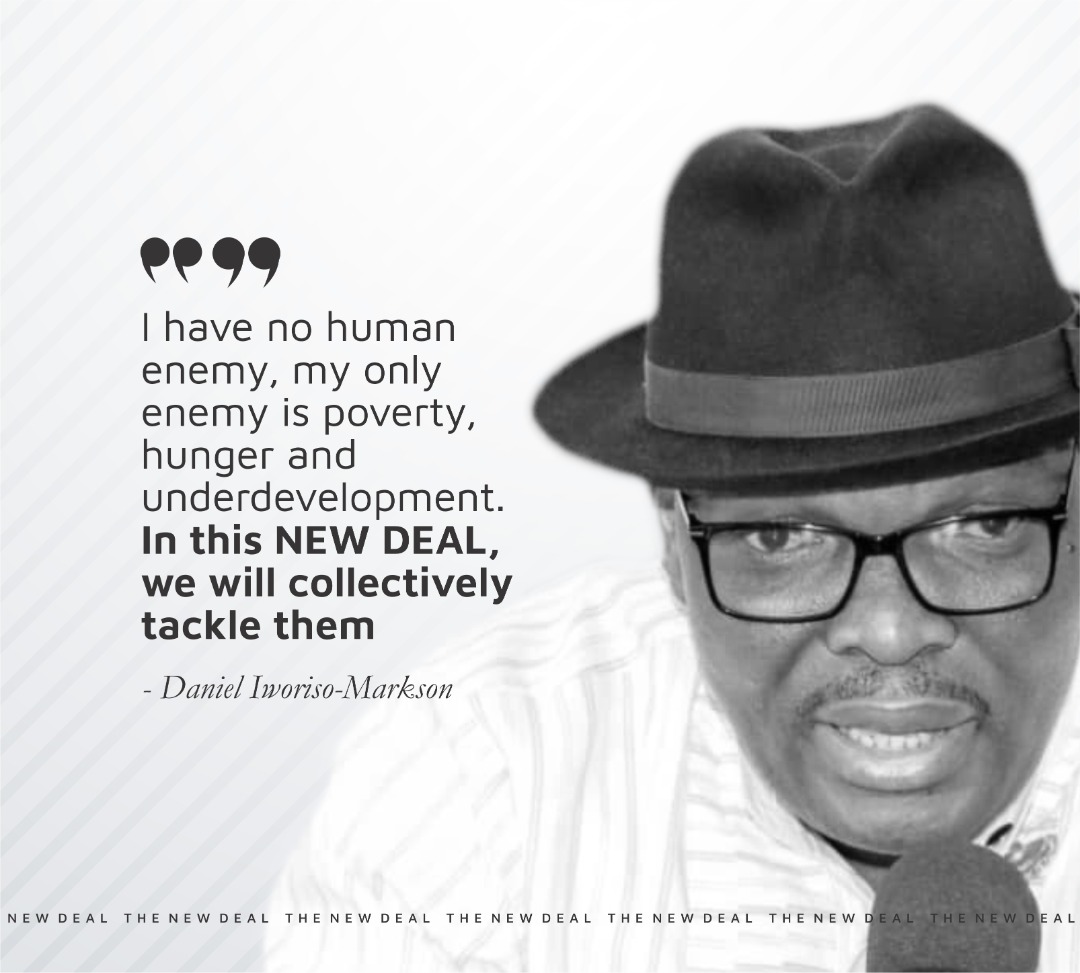 I have no human
enemy, my only
enemy is poverty,
hunger and
underdevelopment.
In this NEW DEAL,
we will collectively
tackle them
- Daniel Iworiso-Markson
NEW DEAL THE NEW DEAL THE NEW DEAL THE NEW DEAL THE NEW DEAL THE NEW DEAL THE NEW DEAL